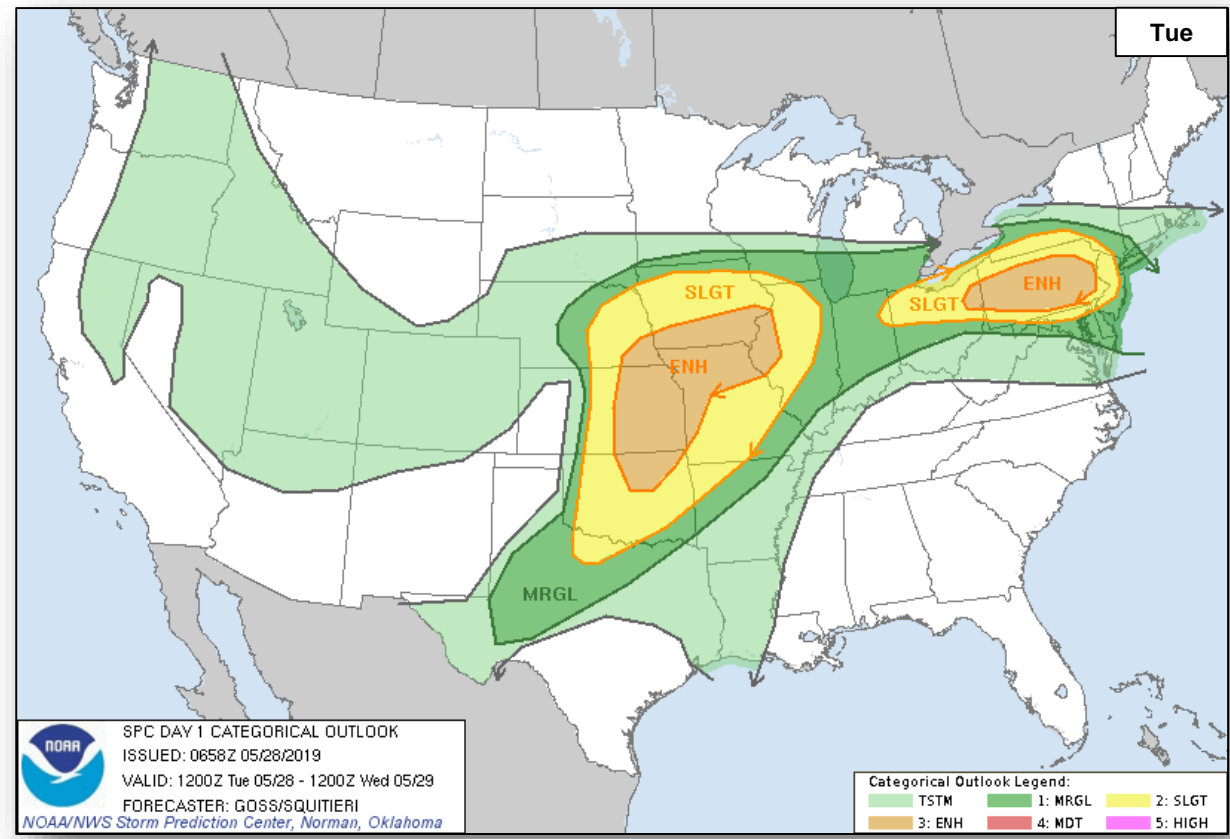 Tue
SLGT
ENH
SLGT
ENH
MRGL
NOAA
SPC DAY 1 CATEGORICAL OUTLOOK
ISSUED: 0658Z 05/28/2019
VALID: 1200Z Tue 05/28 - 1200Z Wed 05/29
FORECASTER: GOSS/SQUITIERI
NOAA/NWS Storm Prediction Center, Norman, Oklahoma
Categorical Outlook Legend:
TSTM 1: MRGL 2: SLGT
3: ENH 4: MDT 5: HIGH